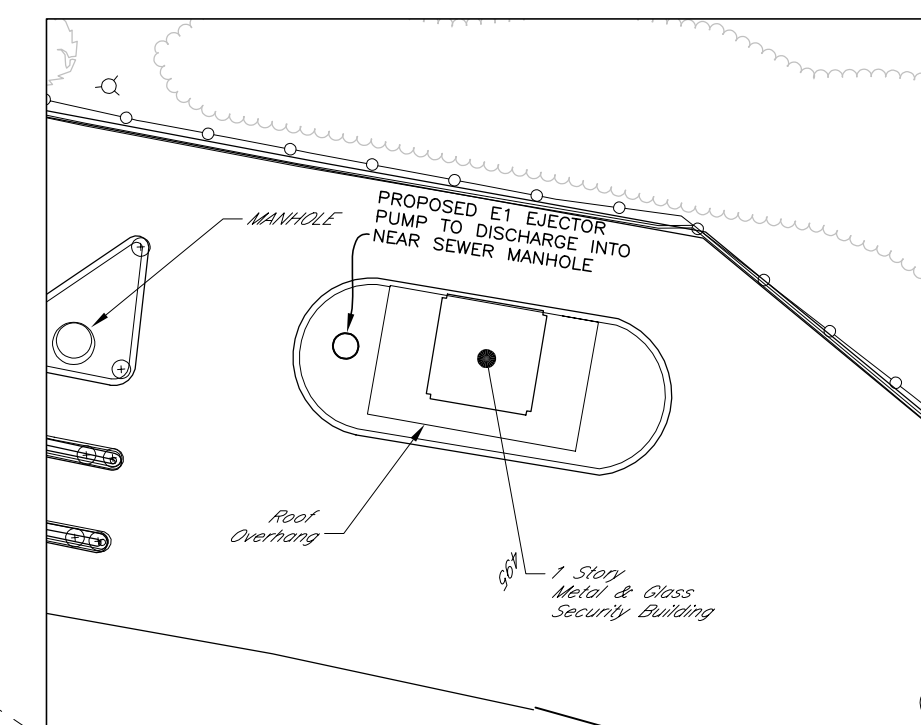 MANHOLE
PROPOSED E1 EJECTOR
PUMP TO DISCHARGE INTO
NEAR SEWER MANHOLE
Roof
Overhang
495
1 Story
Metal & Glass
Security Building